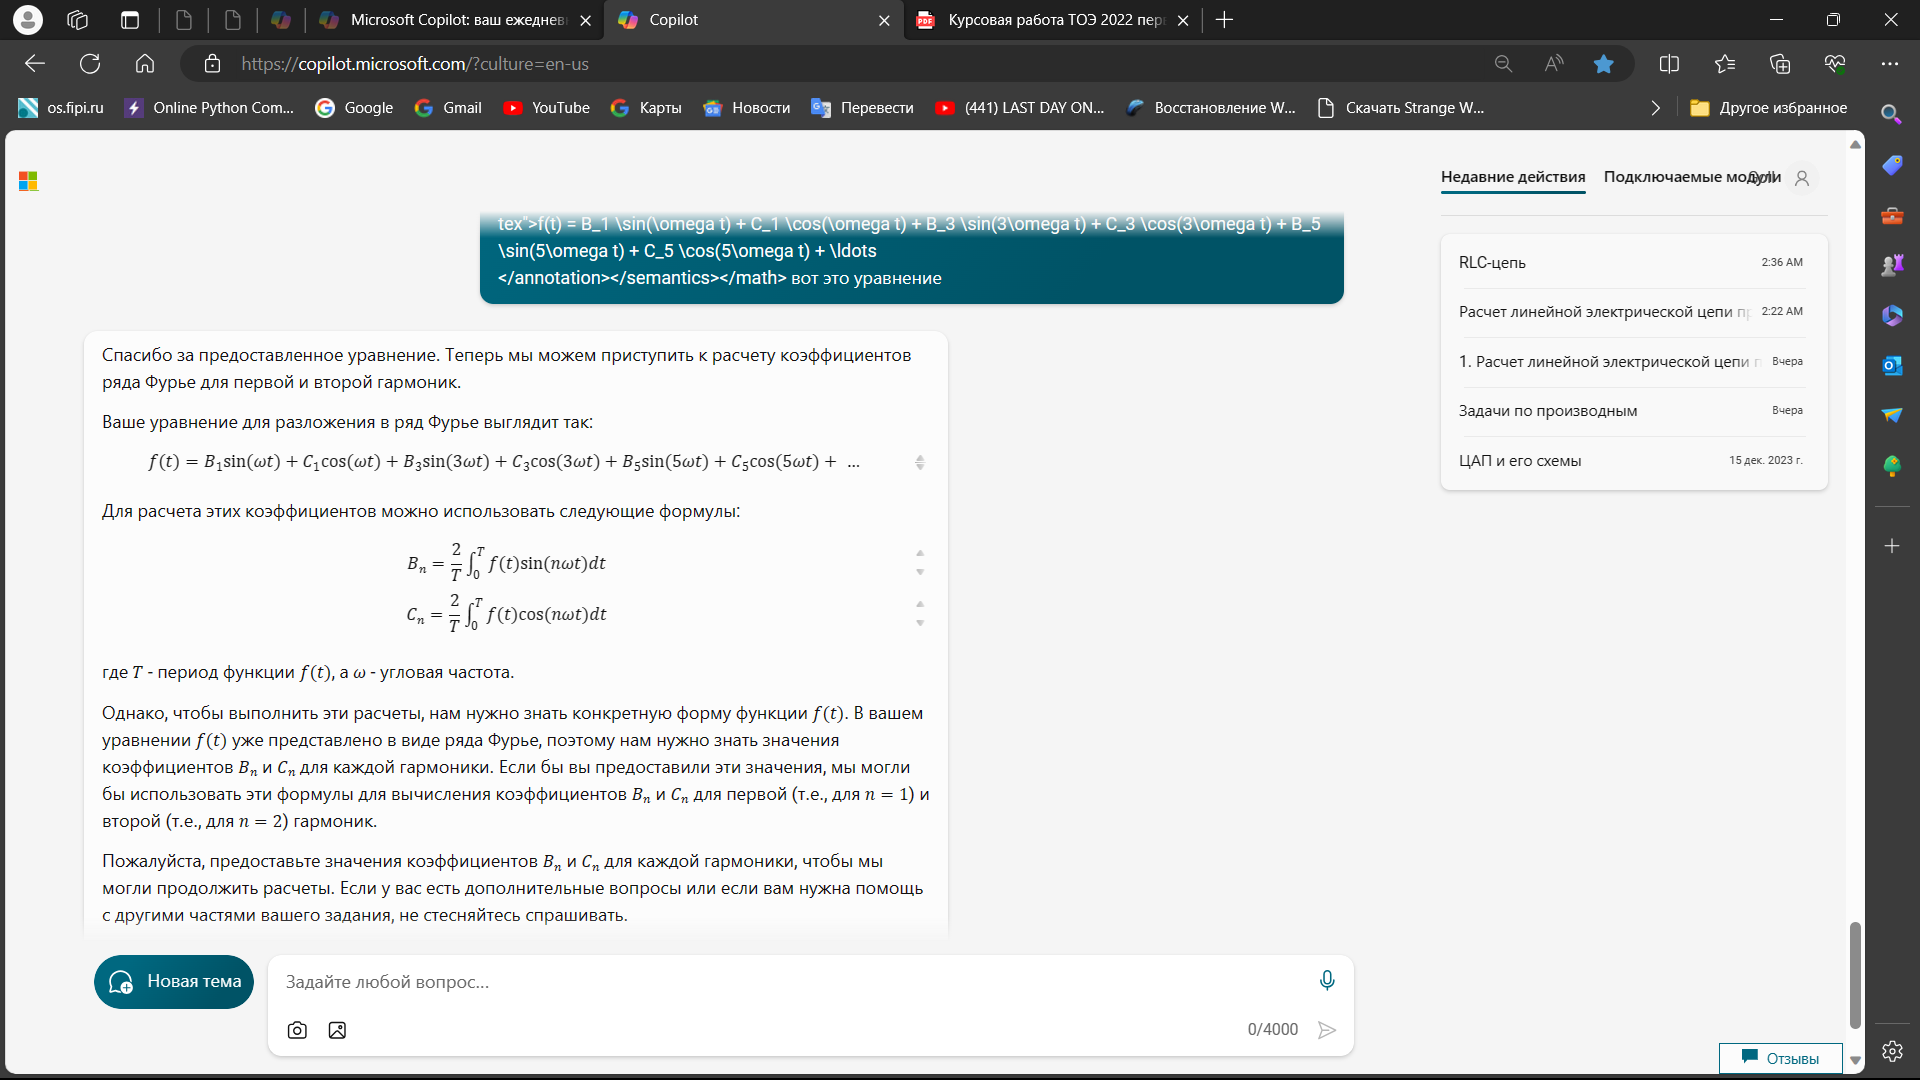 Microsoft Copilot: ваш ежеднев
Copilot
Курсовая работа ТОЭ 2022 пер
https://copilot.microsoft.com/?culture=en-us
os.fipi.ru
Online Python Com...
Google
Gmail
YouTube
Карты
Новости
Перевести
(441) LAST DAY ON...
Восстановление W...
Скачать Strange W...
Другое избранное
Недавние действия
Подключаемые модули
tex">f(t) = B_1 \sin(\omega t) + C_1 \cos(\omega t) + B_3 \sin(3\omega t) + C_3 \cos(3\omega t) + B_5
\sin(5\omega t) + C_5 \cos(5\omega t) + \ldots
</annotation></semantics></math> вот это уравнение
RLC-цепь 2:36 AM
Расчет линейной электрической цепи пр 2:22 AM
1. Расчет линейной электрической цепи п Вчера
Задачи по производным Вчера
ЦАП и его схемы 15 дек. 2023 г.
Спасибо за предоставленное уравнение. Теперь мы можем приступить к расчету коэффициентов
ряда Фурье для первой и второй гармоник.
Ваше уравнение для разложения в ряд Фурье выглядит так:
f(t) = B₁sin(ωt) + C₁cos(ωt) + B₃sin(3ωt) + C₃cos(3ωt) + B₅sin(5ωt) + C₅cos(5ωt) + ...
Для расчета этих коэффициентов можно использовать следующие формулы:
Bₙ = 2/T ∫₀ᵀ f(t)sin(nωt)dt
Cₙ = 2/T ∫₀ᵀ f(t)cos(nωt)dt
где T - период функции f(t), а ω - угловая частота.
Однако, чтобы выполнить эти расчеты, нам нужно знать конкретную форму функции f(t). В вашем
уравнении f(t) уже представлено в виде ряда Фурье, поэтому нам нужно знать значения
коэффициентов Bₙ и Cₙ для каждой гармоники. Если бы вы предоставили эти значения, мы могли
бы использовать эти формулы для вычисления коэффициентов Bₙ и Cₙ для первой (т.е., для n = 1) и
второй (т.е., для n = 2) гармоник.
Пожалуйста, предоставьте значения коэффициентов Bₙ и Cₙ для каждой гармоники, чтобы мы
могли продолжить расчеты. Если у вас есть дополнительные вопросы или если вам нужна помощь
с другими частями вашего задания, не стесняйтесь спрашивать.
Новая тема
Задайте любой вопрос...
0/4000
Отзывы